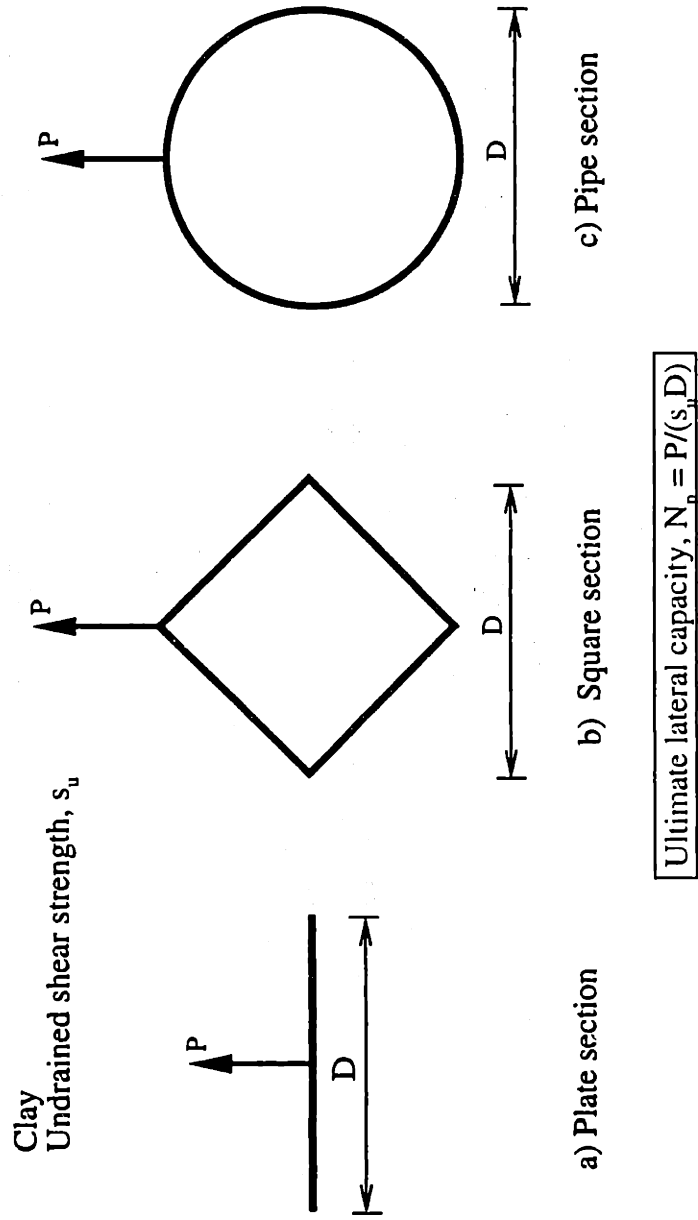 Clay
Undrained shear strength, s_u
P
D
a) Plate section
P
D
b) Square section
P
D
c) Pipe section
Ultimate lateral capacity, N_p = P/(s_u D)